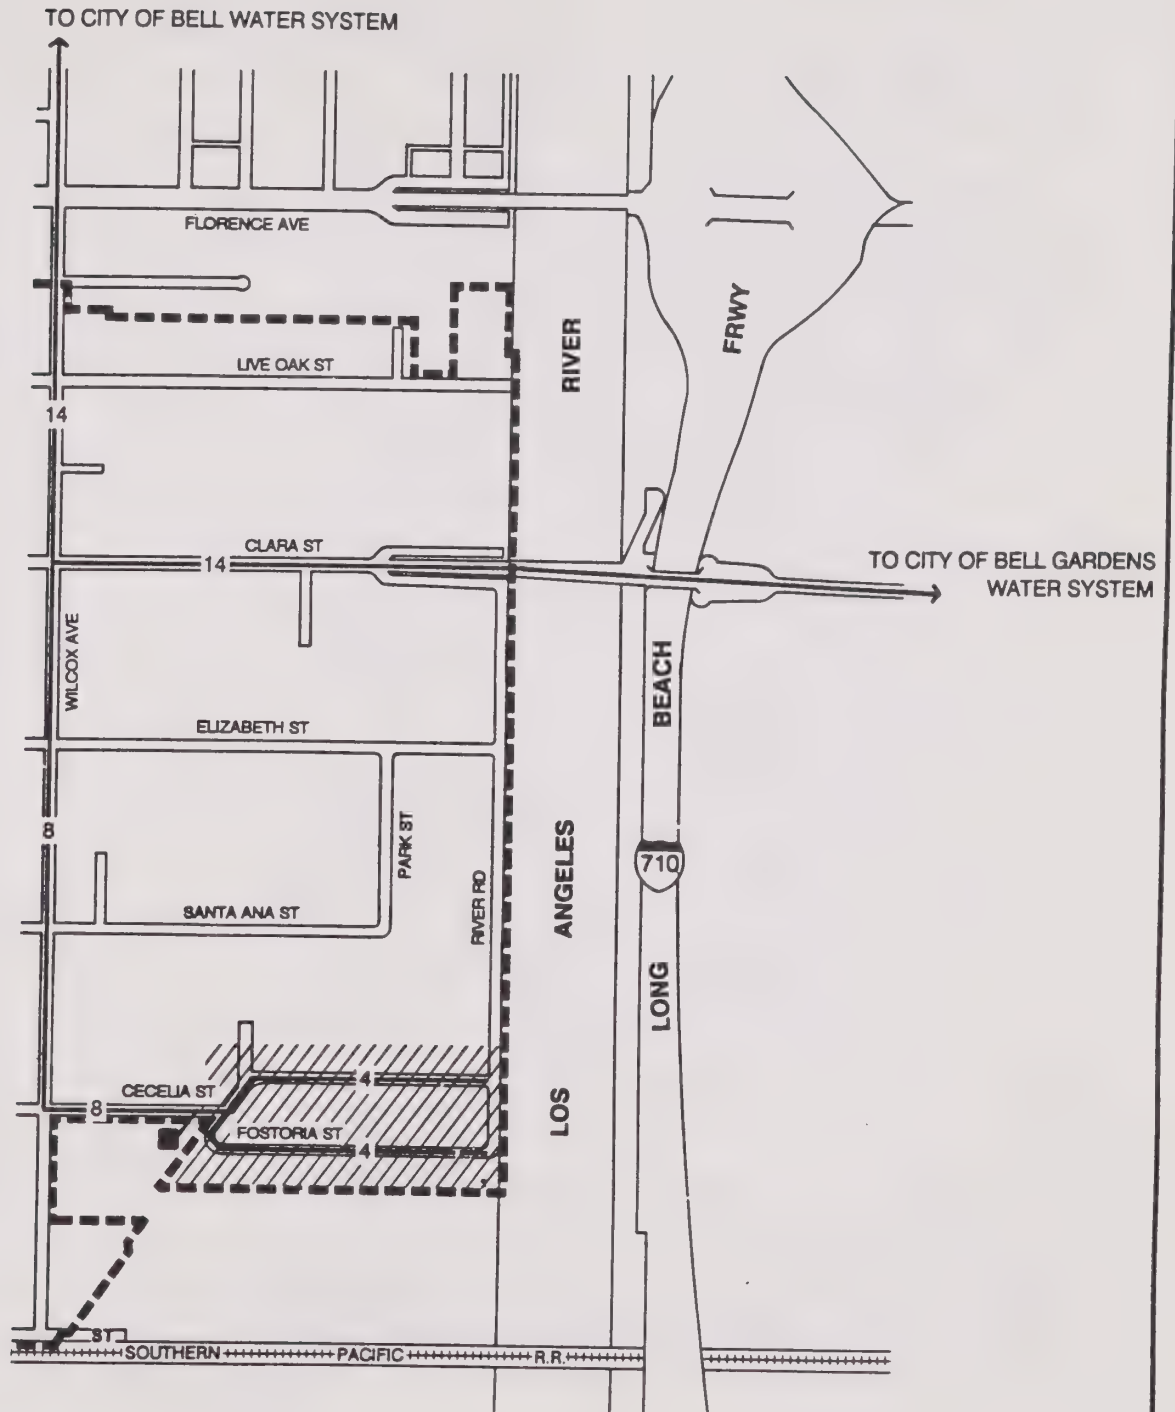 TO CITY OF BELL WATER SYSTEM
FLORENCE AVE
RIVER
FRWY
LIVE OAK ST
14
CLARA ST
14
TO CITY OF BELL GARDENS
WATER SYSTEM
WILCOX AVE
BEACH
ELIZABETH ST
8
PARK ST
ANGELES
710
RIVER RD
SANTA ANA ST
LONG
CECELIA ST
4
8
LOS
FOSTORIA ST
4
ST
SOUTHERN PACIFIC R.R.